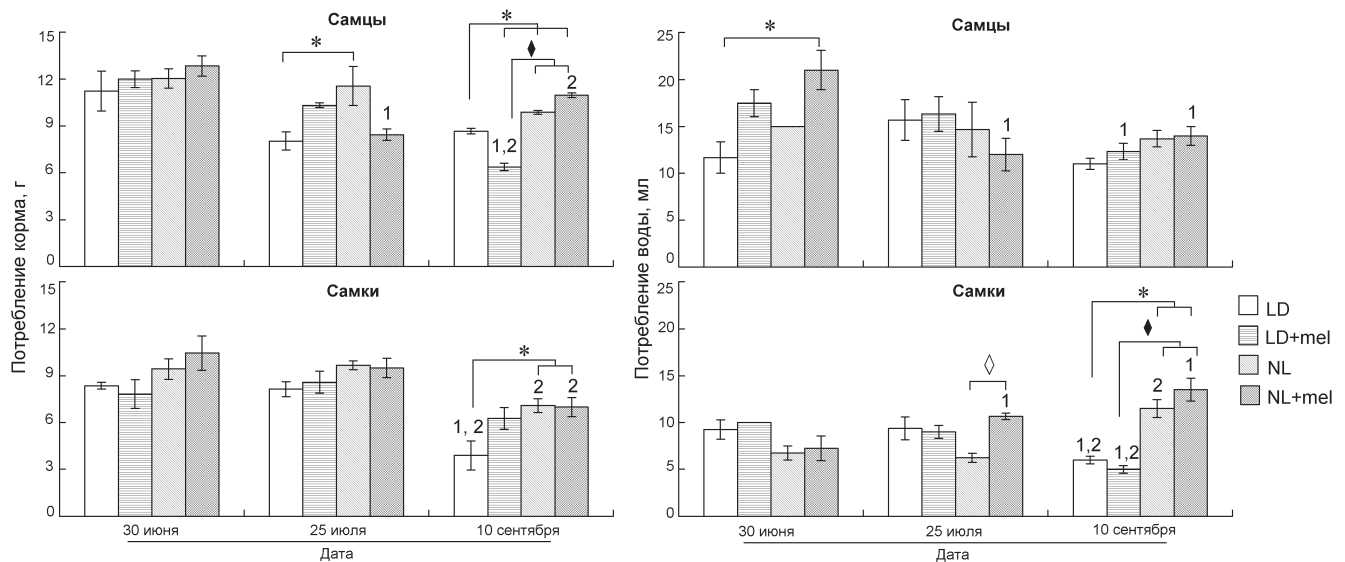 Самцы
Потребление корма, г
15
12
9
6
3
0
*
1
*
1,2
2
Самки
15
12
9
6
3
0
*
1, 2
2
2
30 июня
25 июля
10 сентября
Дата
Самцы
Потребление воды, мл
25
20
15
10
5
0
*
1
1
1
Самки
25
20
15
10
5
0
1
*
1,2
1,2
2
1
30 июня
25 июля
10 сентября
Дата
LD
LD+mel
NL
NL+mel